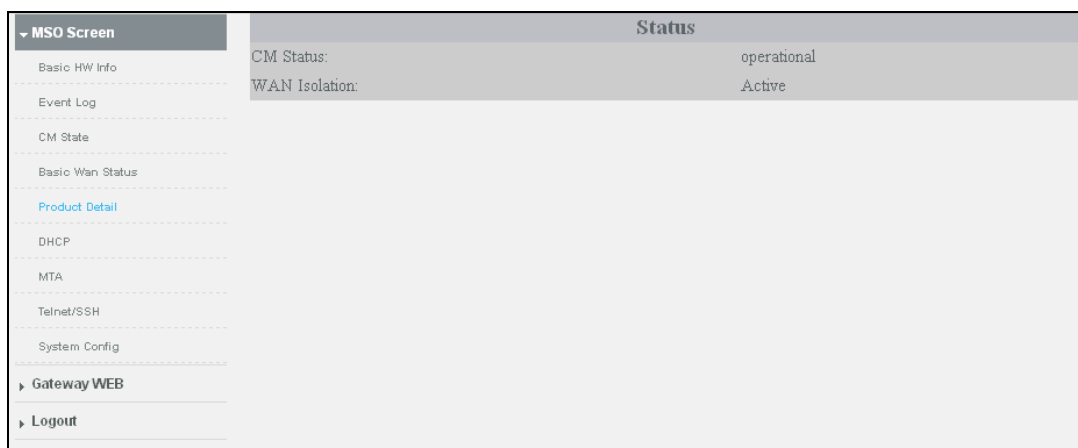 MSO Screen
Basic HW Info
Event Log
CM State
Basic Wan Status
Product Detail
DHCP
MTA
Telnet/SSH
System Config
Gateway WEB
Logout
Status
CM Status: operational
WAN Isolation: Active